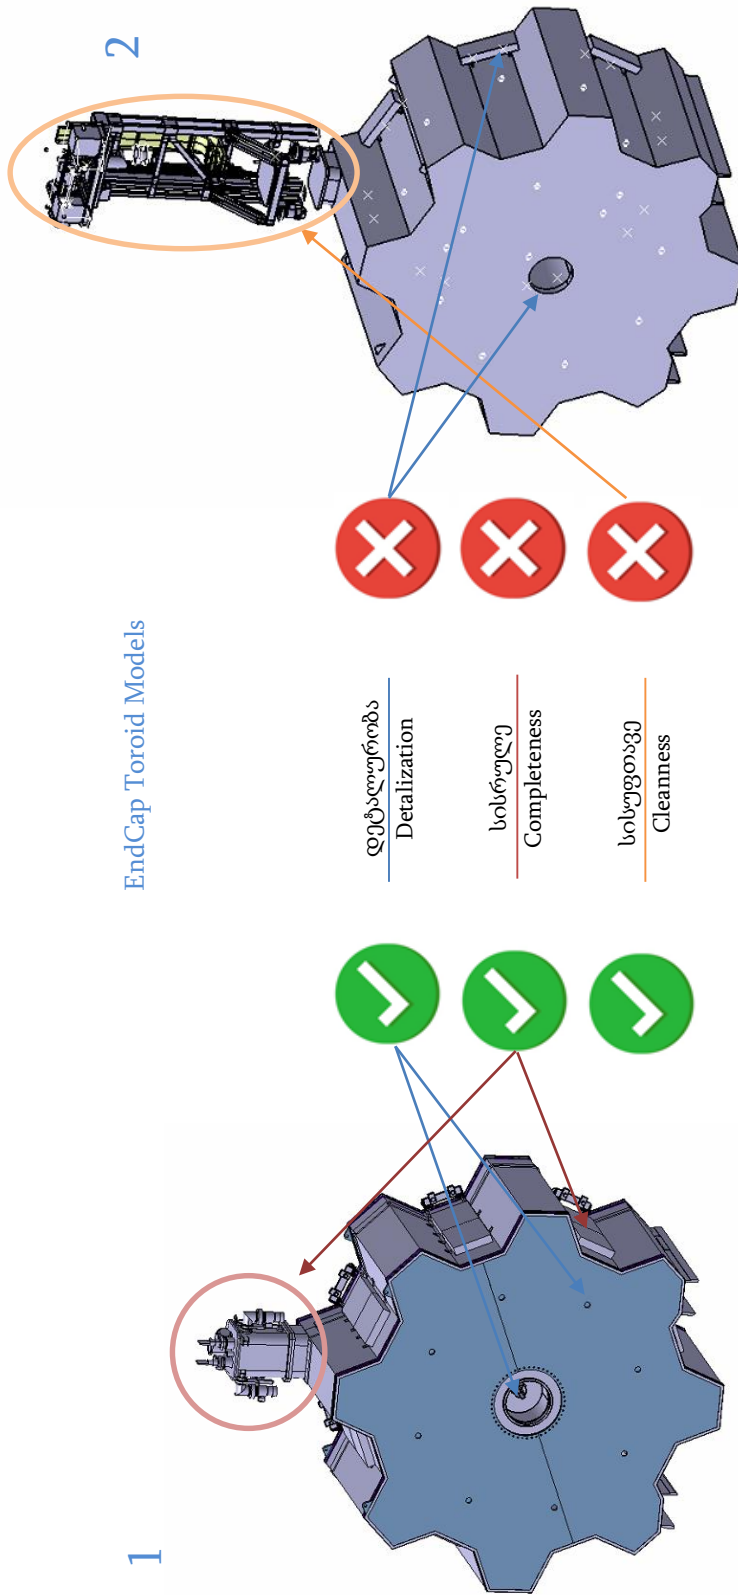 EndCap Toroid Models
1
2
დეტალურობა
Detalization
სისრულე
Completeness
სისუფთავე
Cleanness